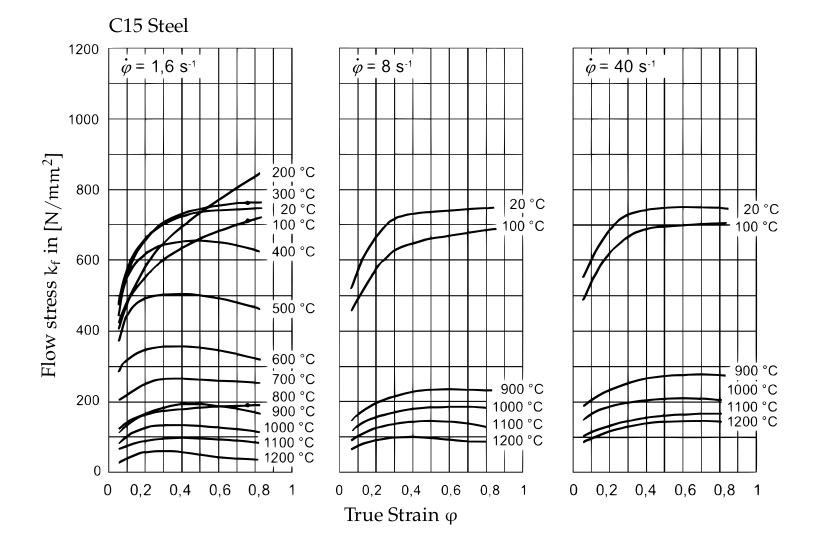 C15 Steel
1200
1000
800
600
400
200
0
Flow stress k_f in [N/mm²]
φ̇ = 1,6 s⁻¹
200 °C
300 °C
20 °C
100 °C
400 °C
500 °C
600 °C
700 °C
800 °C
900 °C
1000 °C
1100 °C
1200 °C
0 0,2 0,4 0,6 0,8 1
φ̇ = 8 s⁻¹
20 °C
100 °C
900 °C
1000 °C
1100 °C
1200 °C
0 0,2 0,4 0,6 0,8 1
φ̇ = 40 s⁻¹
20 °C
100 °C
900 °C
1000 °C
1100 °C
1200 °C
0 0,2 0,4 0,6 0,8 1
True Strain φ